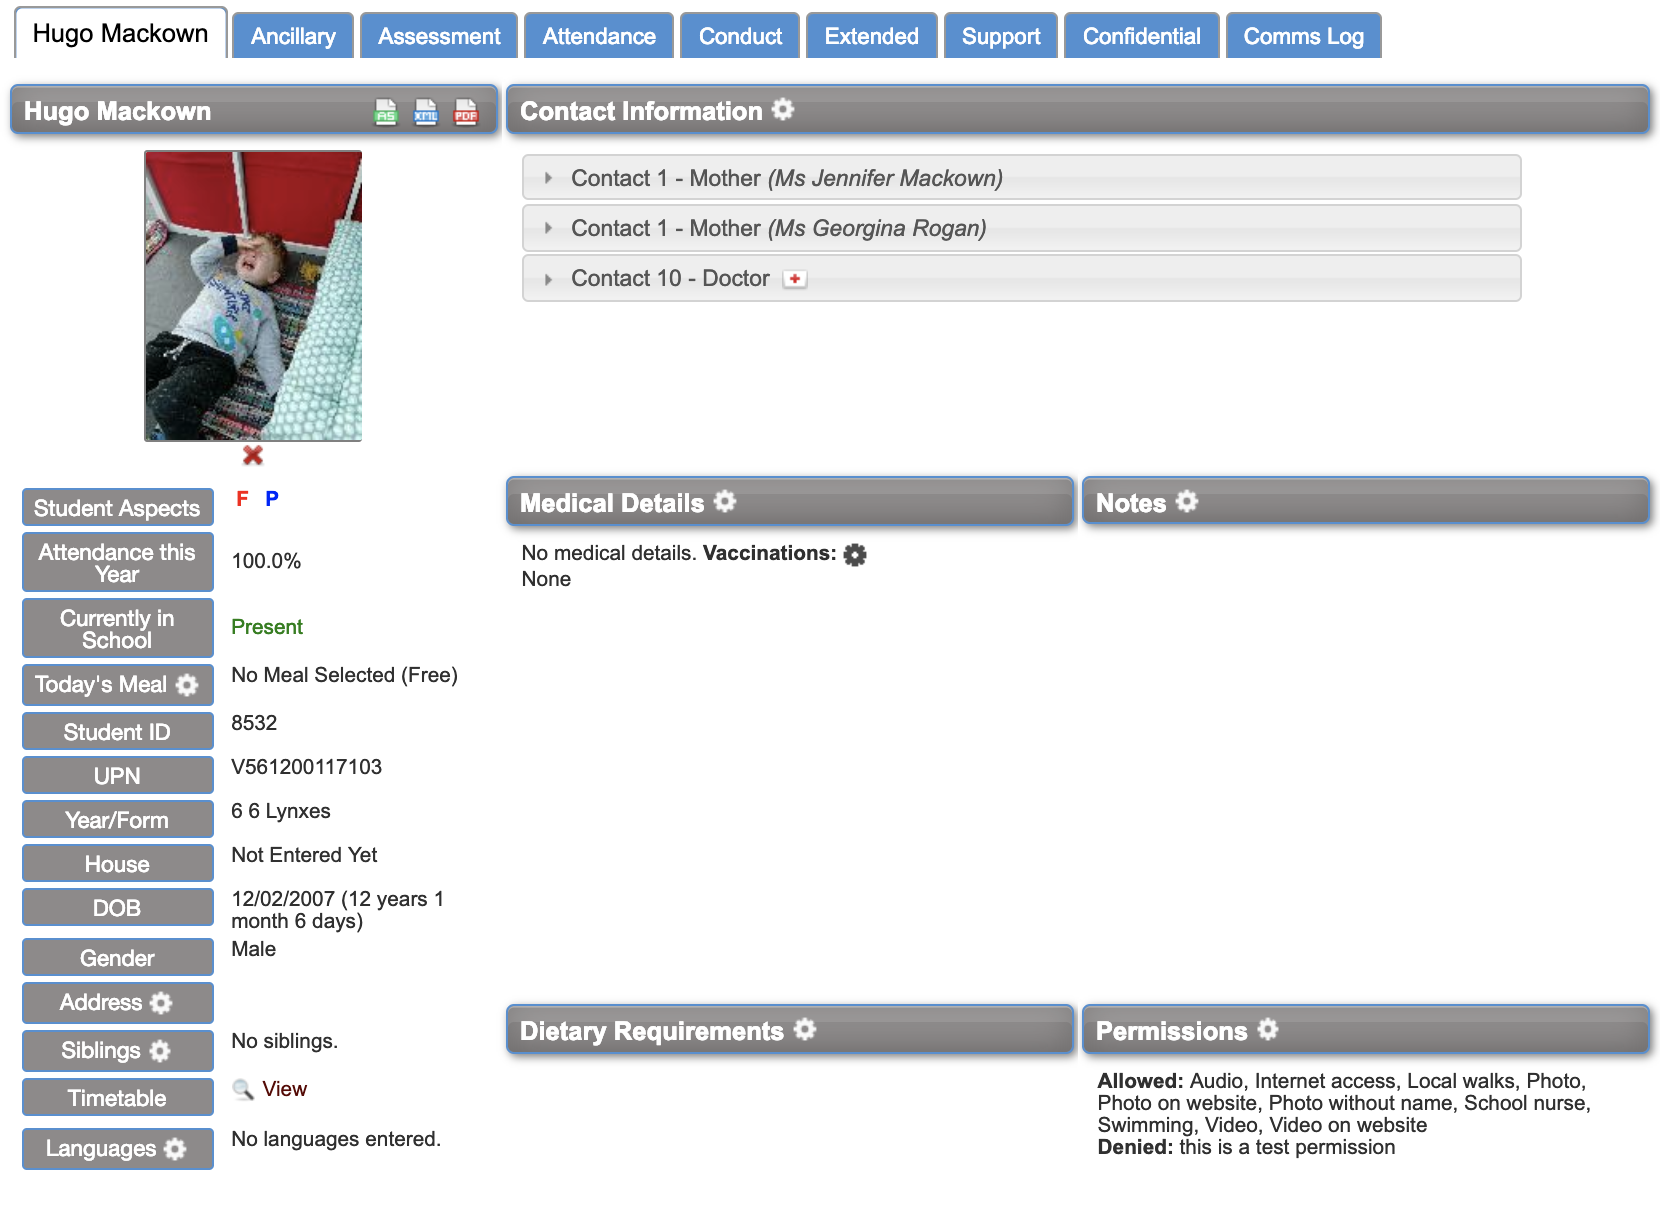 Hugo Mackown
Ancillary
Assessment
Attendance
Conduct
Extended
Support
Confidential
Comms Log
Hugo Mackown
AS
XML
PDF
Contact Information
Contact 1 - Mother (Ms Jennifer Mackown)
Contact 1 - Mother (Ms Georgina Rogan)
Contact 10 - Doctor
Student Aspects
F P
Attendance this
Year
100.0%
Currently in
School
Present
Today's Meal
No Meal Selected (Free)
Student ID
8532
UPN
V561200117103
Year/Form
6 6 Lynxes
House
Not Entered Yet
DOB
12/02/2007 (12 years 1
month 6 days)
Gender
Male
Address
Siblings
No siblings.
Timetable
View
Languages
No languages entered.
Medical Details
No medical details. Vaccinations:
None
Notes
Dietary Requirements
Permissions
Allowed: Audio, Internet access, Local walks, Photo,
Photo on website, Photo without name, School nurse,
Swimming, Video, Video on website
Denied: this is a test permission